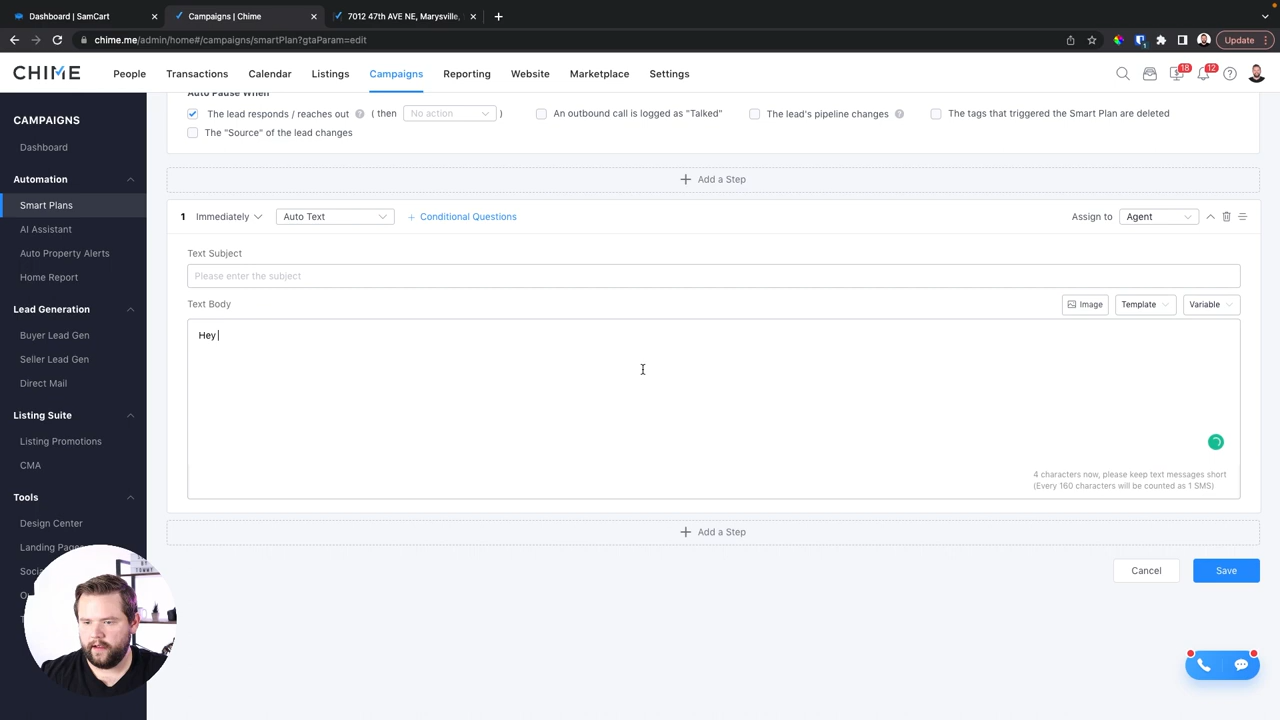 Dashboard | SamCart
Campaigns | Chime
7012 47th AVE NE, Marysville,
chime.me/admin/home#/campaigns/smartPlan?gtaParam=edit
Update
CHIME
People
Transactions
Calendar
Listings
Campaigns
Reporting
Website
Marketplace
Settings
18
12
CAMPAIGNS
Dashboard
Automation
Smart Plans
AI Assistant
Auto Property Alerts
Home Report
Lead Generation
Buyer Lead Gen
Seller Lead Gen
Direct Mail
Listing Suite
Listing Promotions
CMA
Tools
Design Center
Landing Pages
Auto Pause When
The lead responds / reaches out ( then No action )
An outbound call is logged as "Talked"
The lead's pipeline changes
The tags that triggered the Smart Plan are deleted
The "Source" of the lead changes
+ Add a Step
1 Immediately
Auto Text
+ Conditional Questions
Assign to
Agent
Text Subject
Please enter the subject
Text Body
Image
Template
Variable
Hey
4 characters now, please keep text messages short
(Every 160 characters will be counted as 1 SMS)
+ Add a Step
Cancel
Save